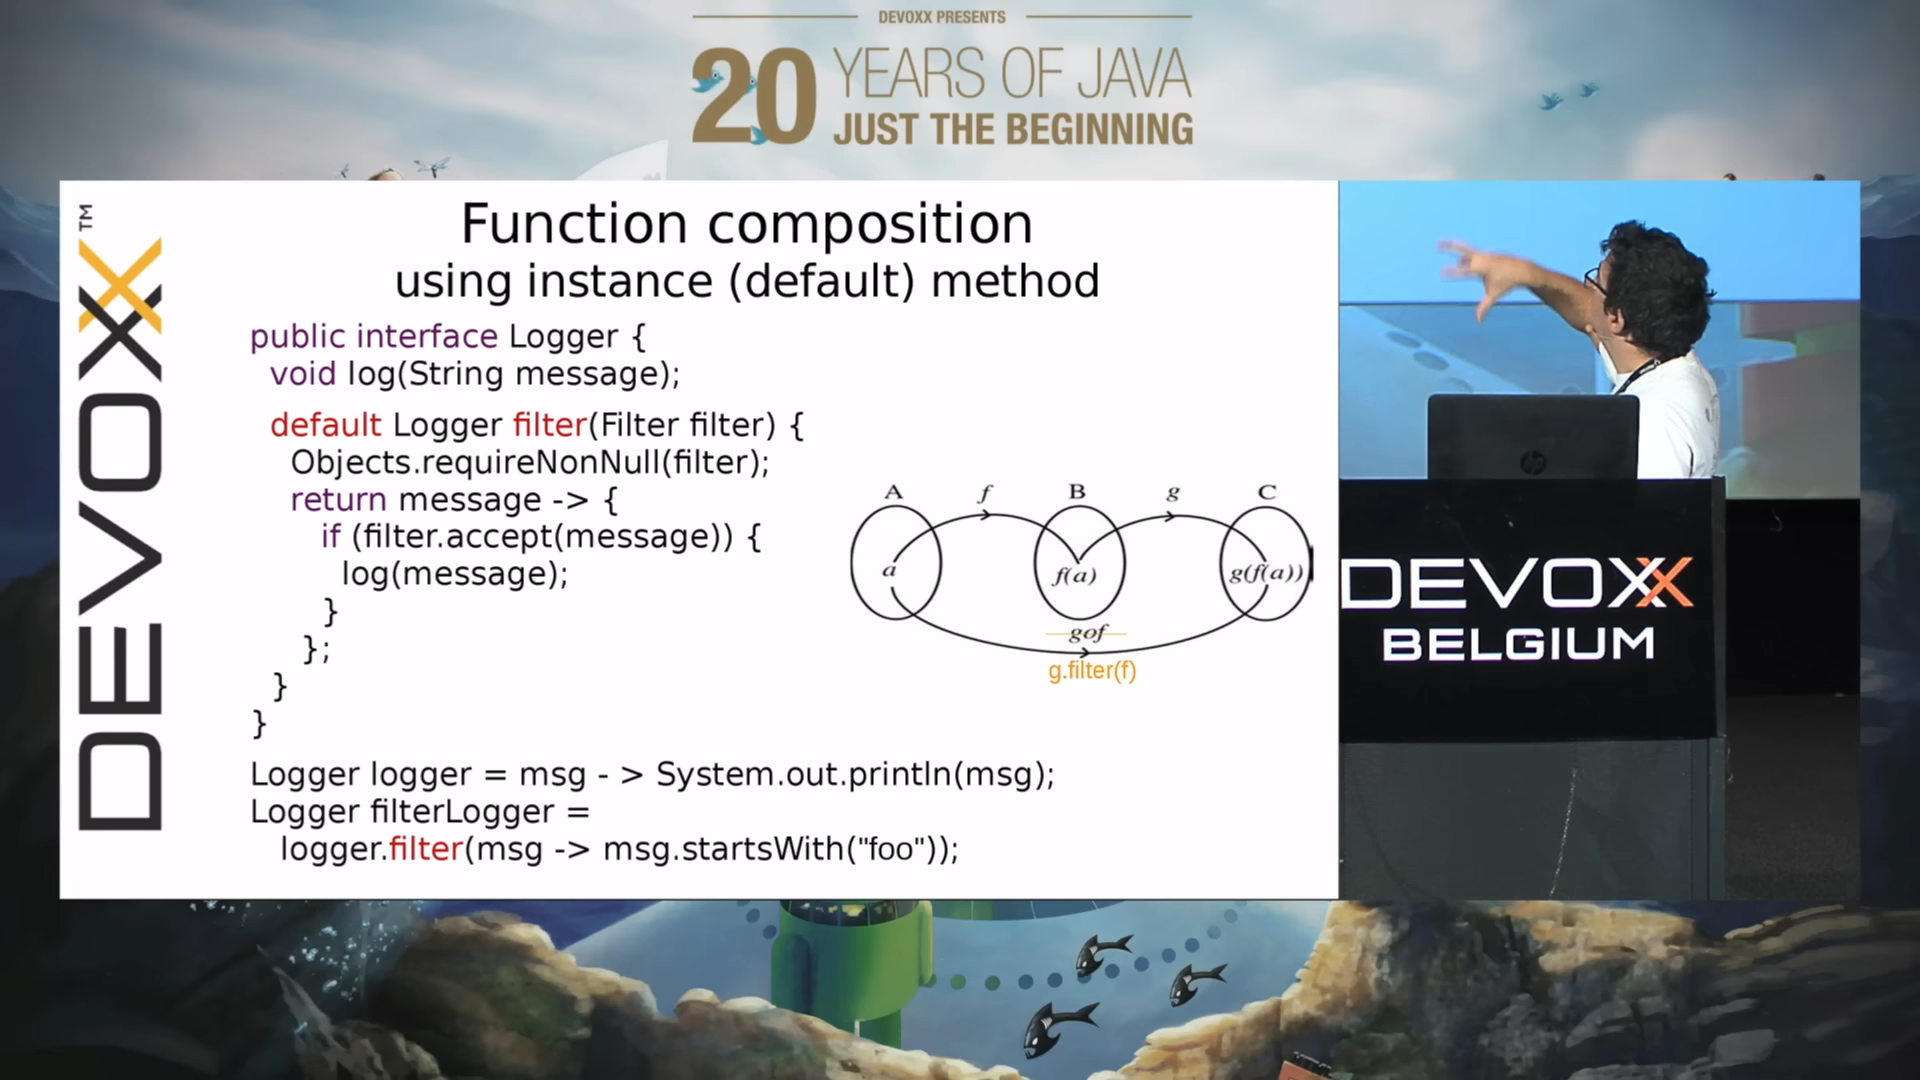 DEVOXX PRESENTS
20 YEARS OF JAVA
JUST THE BEGINNING
DEVOXX™
Function composition
using instance (default) method
public interface Logger {
void log(String message);
default Logger filter(Filter filter) {
Objects.requireNonNull(filter);
return message -> {
if (filter.accept(message)) {
log(message);
}
};
}
}
A f B g C
a f(a) g(f(a))
gof
g.filter(f)
Logger logger = msg - > System.out.println(msg);
Logger filterLogger =
logger.filter(msg -> msg.startsWith("foo"));
DEVOXX
BELGIUM